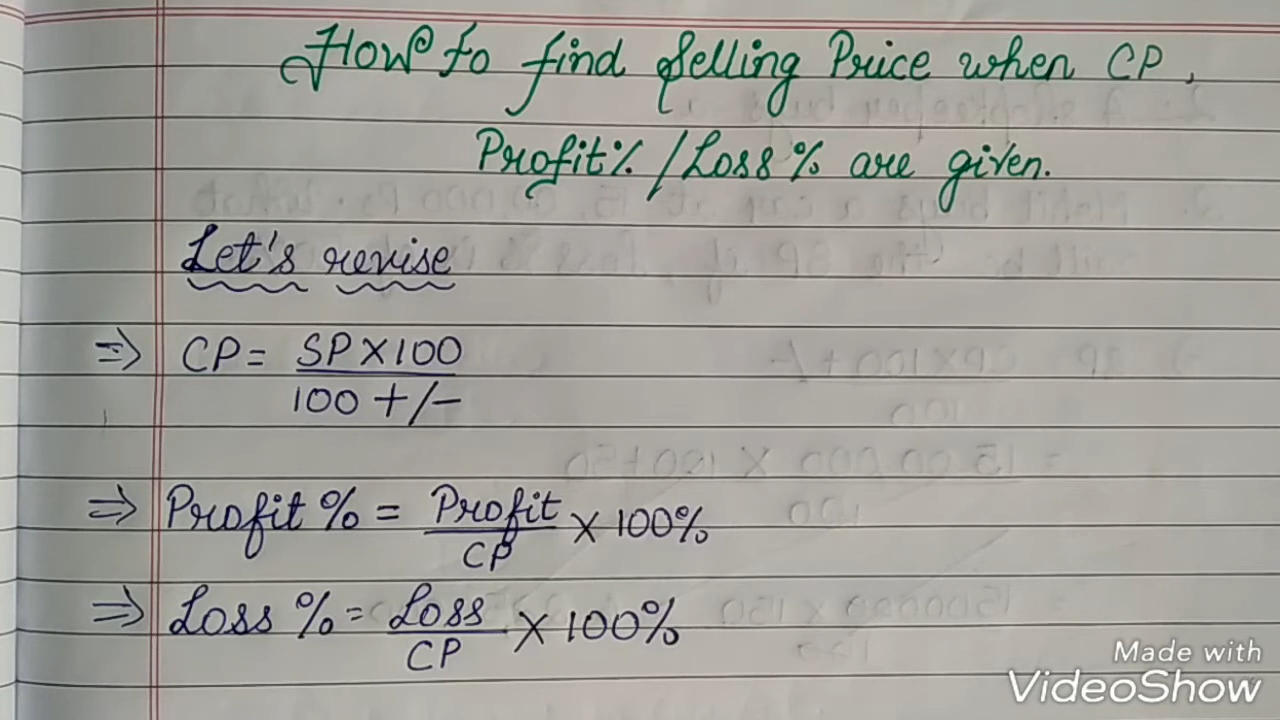 How to find Selling Price when CP,
Profit% / Loss % are given.
Let's revise
⇒ CP = SP X 100
100 + / -
⇒ Profit % = Profit X 100%
CP
⇒ Loss % = Loss X 100%
CP
Made with
VideoShow